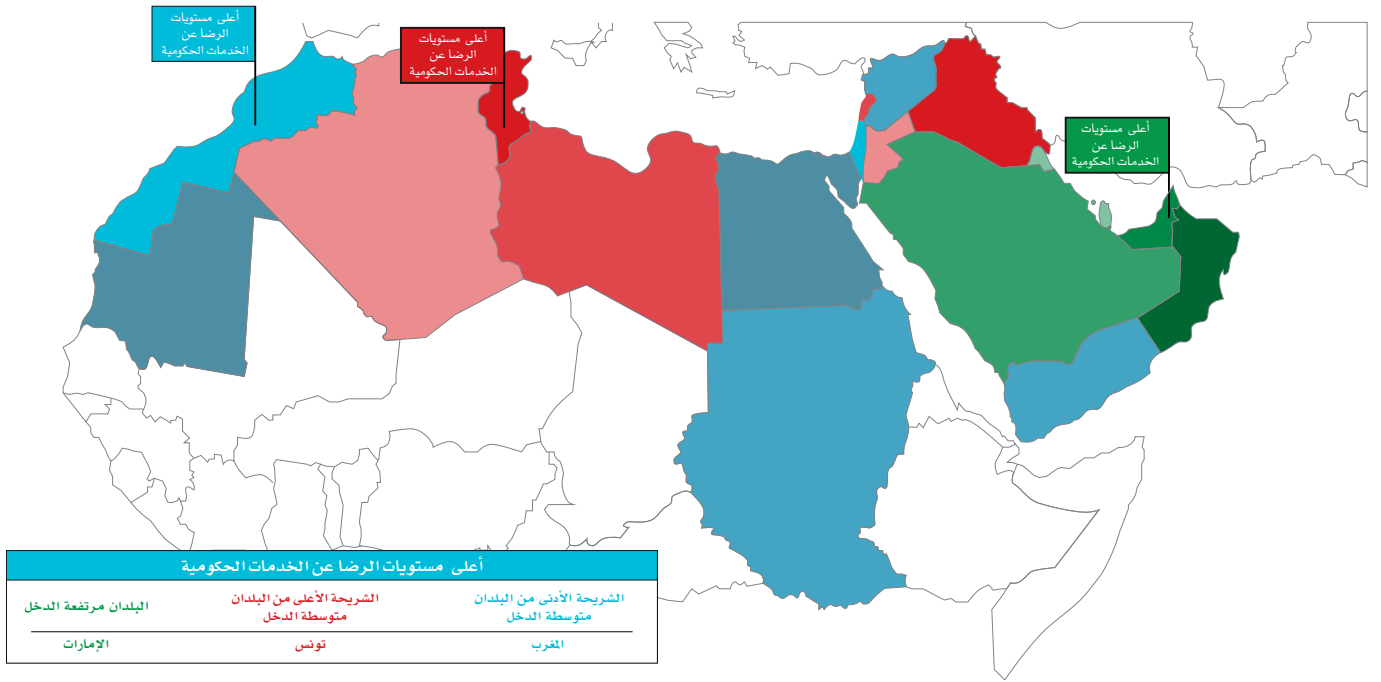 أعلى مستويات
الرضا عن
الخدمات الحكومية
أعلى مستويات
الرضا عن
الخدمات الحكومية
أعلى مستويات
الرضا عن
الخدمات الحكومية
أعلى مستويات الرضا عن الخدمات الحكومية
الشريحة الأدنى من البلدان
متوسطة الدخل
الشريحة الأعلى من البلدان
متوسطة الدخل
البلدان مرتفعة الدخل
المغرب
تونس
الإمارات